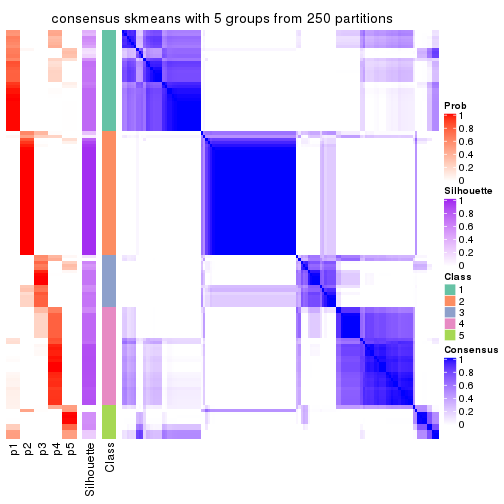 consensus skmeans with 5 groups from 250 partitions
Prob
1
0.8
0.6
0.4
0.2
0
Silhouette
1
0.8
0.6
0.4
0.2
0
Class
1
2
3
4
5
Consensus
1
0.8
0.6
0.4
0.2
0
p1
p2
p3
p4
p5
Silhouette
Class